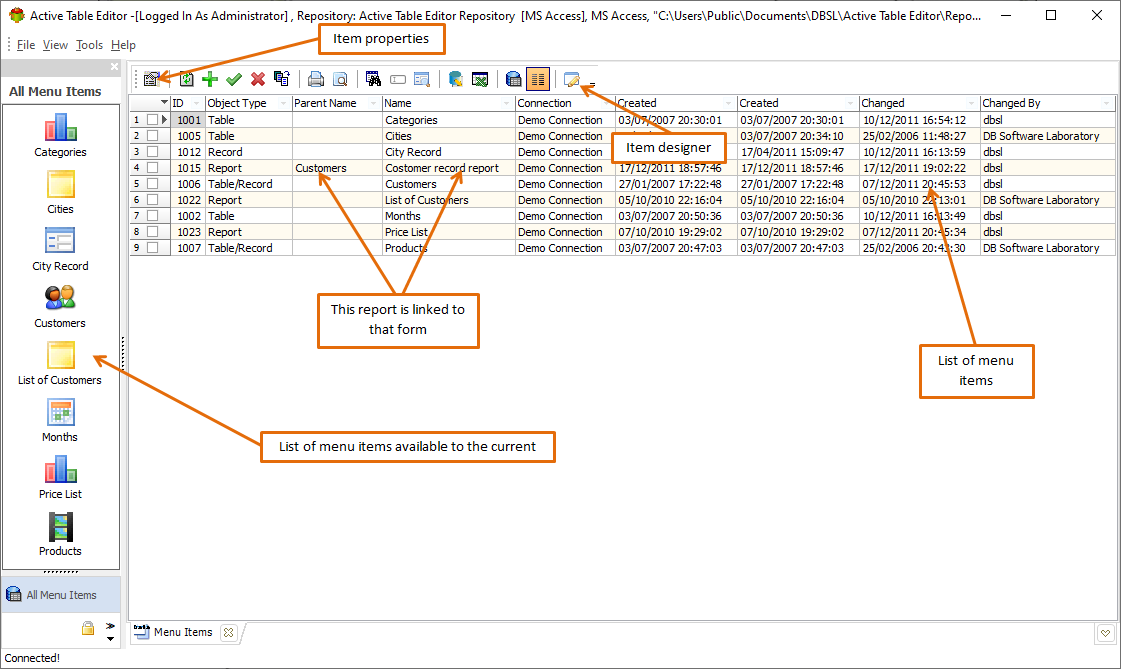 Active Table Editor -[Logged In As Administrator] , Repository: Active Table Editor Repository [MS Access], MS Access, "C:\Users\Public\Documents\DBSL\Active Table Editor\Repo...
File View Tools Help
Item properties
All Menu Items
Categories
Cities
City Record
Customers
List of Customers
Months
Price List
Products
All Menu Items
ID Object Type Parent Name Name Connection Created Created Changed Changed By
1 1001 Table Categories Demo Connection 03/07/2007 20:30:01 03/07/2007 20:30:01 10/12/2011 16:54:12 dbsl
2 1005 Table Cities Demo Connection 03/07/2007 20:34:10 25/02/2006 11:48:27 DB Software Laboratory
3 1012 Record City Record Demo Connection 17/04/2011 15:09:47 10/12/2011 16:13:59 dbsl
4 1015 Report Customers Costomer record report Demo Connection 17/12/2011 18:57:46 17/12/2011 18:57:46 17/12/2011 19:02:22 dbsl
5 1006 Table/Record Customers Demo Connection 27/01/2007 17:22:48 27/01/2007 17:22:48 07/12/2011 20:45:53 dbsl
6 1022 Report List of Customers Demo Connection 05/10/2010 22:16:04 05/10/2010 22:16:04 05/10/2010 22:13:01 DB Software Laboratory
7 1002 Table Months Demo Connection 03/07/2007 20:50:36 03/07/2007 20:50:36 10/12/2011 16:13:49 dbsl
8 1023 Report Price List Demo Connection 07/10/2010 19:29:02 07/10/2010 19:29:02 07/12/2011 20:45:34 dbsl
9 1007 Table/Record Products Demo Connection 03/07/2007 20:47:03 03/07/2007 20:47:03 25/02/2006 20:43:30 DB Software Laboratory
Item designer
This report is linked to
that form
List of menu
items
List of menu items available to the current
Menu Items
Connected!